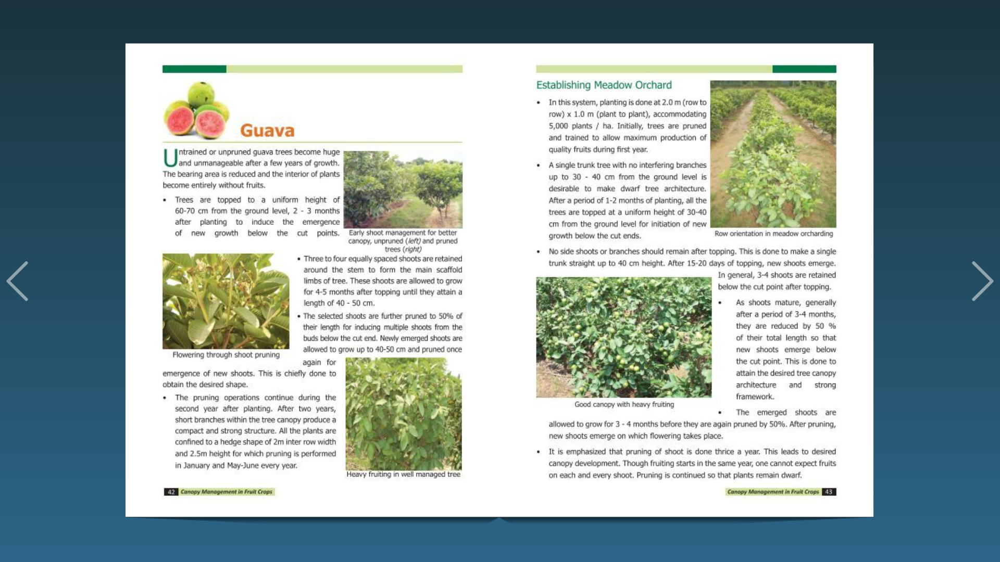 Guava
Untrained or unpruned guava trees become huge
and unmanageable after a few years of growth.
The bearing area is reduced and the interior of plants
become entirely without fruits.
• Trees are topped to a uniform height of
60-70 cm from the ground level, 2 - 3 months
after planting to induce the emergence
of new growth below the cut points.
Early shoot management for better
canopy, unpruned (left) and pruned
trees (right)
• Three to four equally spaced shoots are retained
around the stem to form the main scaffold
limbs of tree. These shoots are allowed to grow
for 4-5 months after topping until they attain a
length of 40 - 50 cm.
• The selected shoots are further pruned to 50% of
their length for inducing multiple shoots from the
buds below the cut end. Newly emerged shoots are
allowed to grow up to 40-50 cm and pruned once
Flowering through shoot pruning
again for
emergence of new shoots. This is chiefly done to
obtain the desired shape.
• The pruning operations continue during the
second year after planting. After two years,
short branches within the tree canopy produce a
compact and strong structure. All the plants are
confined to a hedge shape of 2m inter row width
and 2.5m height for which pruning is performed
in January and May-June every year.
Heavy fruiting in well managed tree
42 Canopy Management in Fruit Crops
Establishing Meadow Orchard
• In this system, planting is done at 2.0 m (row to
row) x 1.0 m (plant to plant), accommodating
5,000 plants / ha. Initially, trees are pruned
and trained to allow maximum production of
quality fruits during first year.
• A single trunk tree with no interfering branches
up to 30 - 40 cm from the ground level is
desirable to make dwarf tree architecture.
After a period of 1-2 months of planting, all the
trees are topped at a uniform height of 30-40
cm from the ground level for initiation of new
growth below the cut ends.
Row orientation in meadow orcharding
• No side shoots or branches should remain after topping. This is done to make a single
trunk straight up to 40 cm height. After 15-20 days of topping, new shoots emerge.
In general, 3-4 shoots are retained
below the cut point after topping.
• As shoots mature, generally
after a period of 3-4 months,
they are reduced by 50 %
of their total length so that
new shoots emerge below
the cut point. This is done to
attain the desired tree canopy
architecture and strong
framework.
Good canopy with heavy fruiting
• The emerged shoots are
allowed to grow for 3 - 4 months before they are again pruned by 50%. After pruning,
new shoots emerge on which flowering takes place.
• It is emphasized that pruning of shoot is done thrice a year. This leads to desired
canopy development. Though fruiting starts in the same year, one cannot expect fruits
on each and every shoot. Pruning is continued so that plants remain dwarf.
Canopy Management in Fruit Crops 43